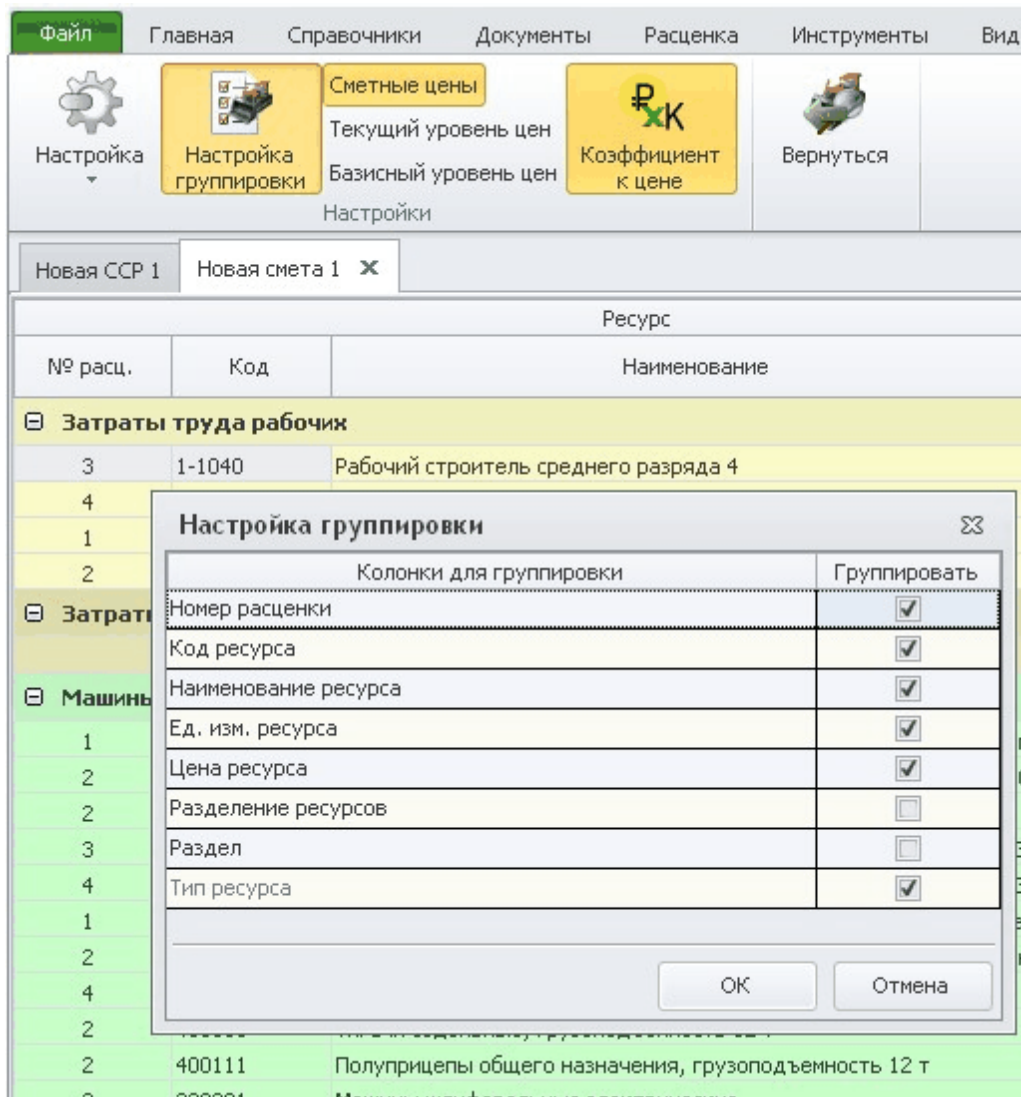 Файл Главная Справочники Документы Расценка Инструменты Вид
Настройка
Настройка группировки
Сметные цены
Текущий уровень цен
Базисный уровень цен
Коэффициент к цене
Вернуться
Настройки
Новая ССР 1 Новая смета 1
Ресурс
№ расц. Код Наименование
Затраты труда рабочих
3 1-1040 Рабочий строитель среднего разряда 4
4
1
2
Затраты
Машины
1
2
2
3
4
1
2
4
2
2 400111 Полуприцепы общего назначения, грузоподъемность 12 т
Настройка группировки
Колонки для группировки Группировать
Номер расценки
Код ресурса
Наименование ресурса
Ед. изм. ресурса
Цена ресурса
Разделение ресурсов
Раздел
Тип ресурса
ОК Отмена